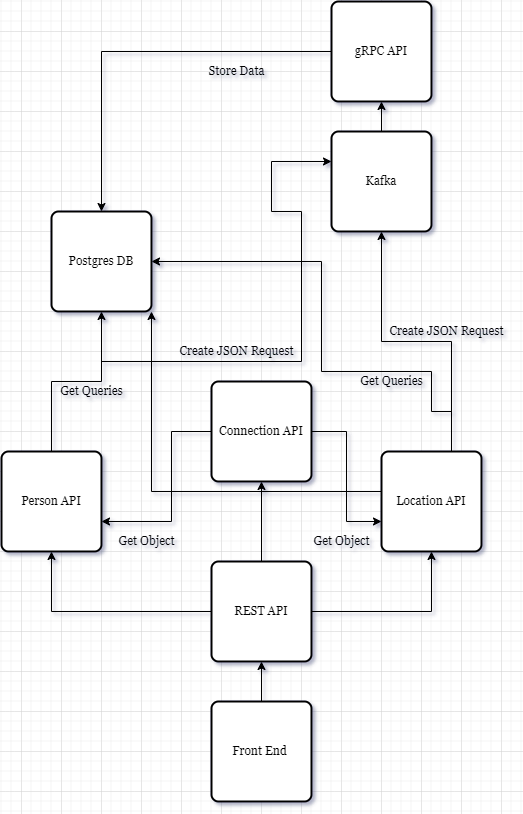 gRPC API
Store Data
Kafka
Postgres DB
Create JSON Request
Create JSON Request
Get Queries
Get Queries
Connection API
Person API
Location API
Get Object
Get Object
REST API
Front End